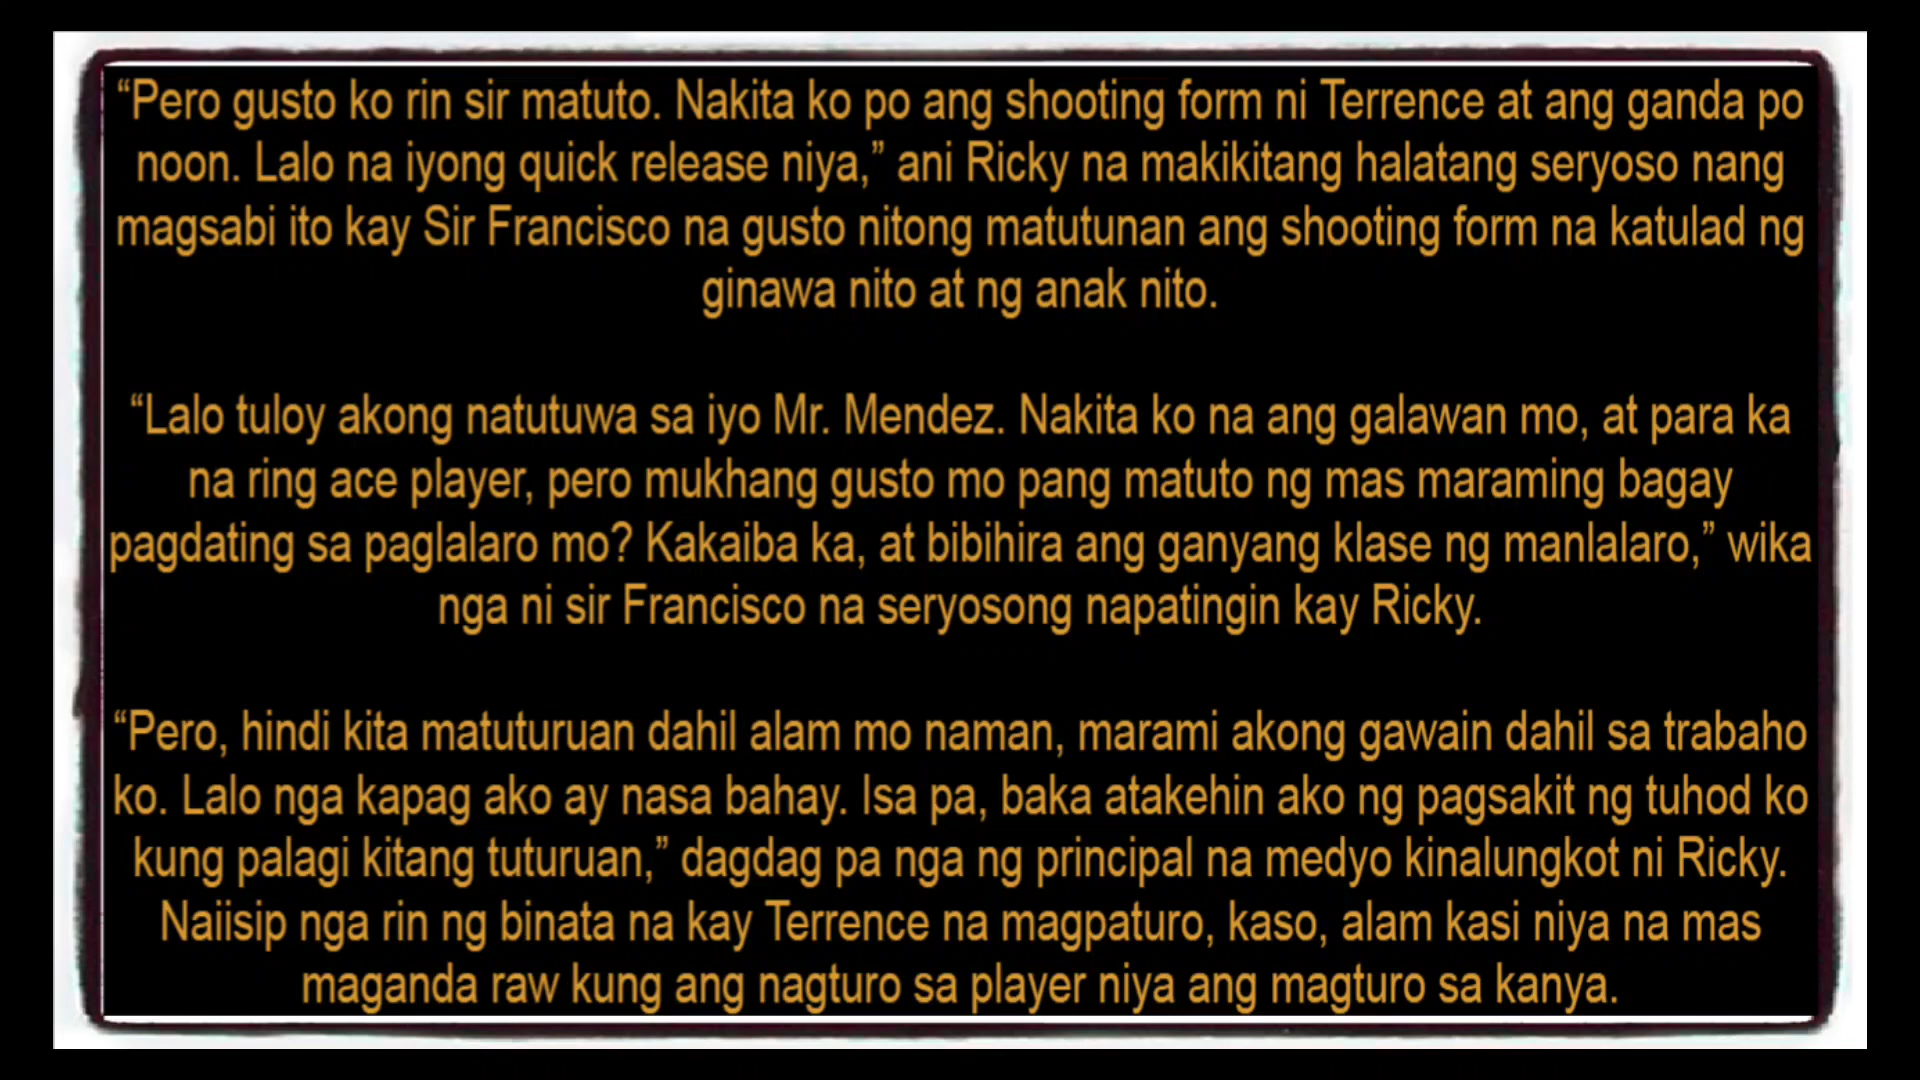 “Pero gusto ko rin sir matuto. Nakita ko po ang shooting form ni Terrence at ang ganda po
noon. Lalo na iyong quick release niya,” ani Ricky na makikitang halatang seryoso nang
magsabi ito kay Sir Francisco na gusto nitong matutunan ang shooting form na katulad ng
ginawa nito at ng anak nito.
“Lalo tuloy akong natutuwa sa iyo Mr. Mendez. Nakita ko na ang galawan mo, at para ka
na ring ace player, pero mukhang gusto mo pang matuto ng mas maraming bagay
pagdating sa paglalaro mo? Kakaiba ka, at bibihira ang ganyang klase ng manlalaro,” wika
nga ni sir Francisco na seryosong napatingin kay Ricky.
“Pero, hindi kita matuturuan dahil alam mo naman, marami akong gawain dahil sa trabaho
ko. Lalo nga kapag ako ay nasa bahay. Isa pa, baka atakehin ako ng pagsakit ng tuhod ko
kung palagi kitang tuturuan,” dagdag pa nga ng principal na medyo kinalungkot ni Ricky.
Naiisip nga rin ng binata na kay Terrence na magpaturo, kaso, alam kasi niya na mas
maganda raw kung ang nagturo sa player niya ang magturo sa kanya.